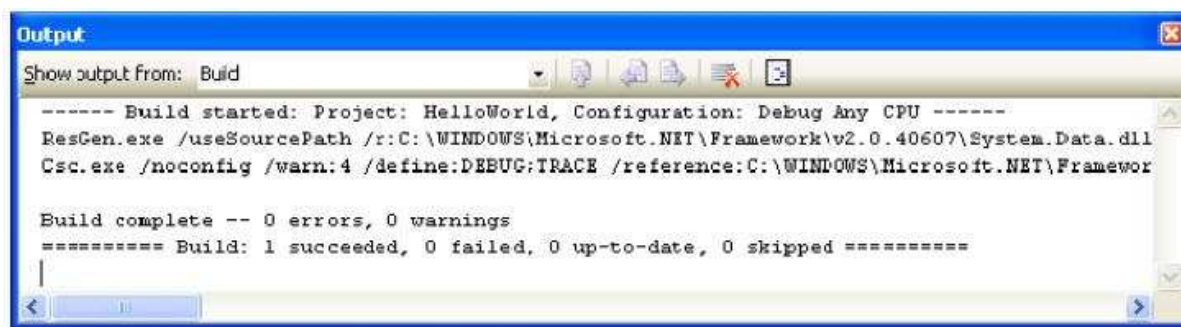 Output
Show output from: Build
------ Build started: Project: HelloWorld, Configuration: Debug Any CPU ------
ResGen.exe /useSourcePath /r:C:\WINDOWS\Microsoft.NET\Framework\v2.0.40607\System.Data.dll
Csc.exe /noconfig /warn:4 /define:DEBUG;TRACE /reference:C:\WINDOWS\Microsoft.NET\Framewor
Build complete -- 0 errors, 0 warnings
========== Build: 1 succeeded, 0 failed, 0 up-to-date, 0 skipped ==========